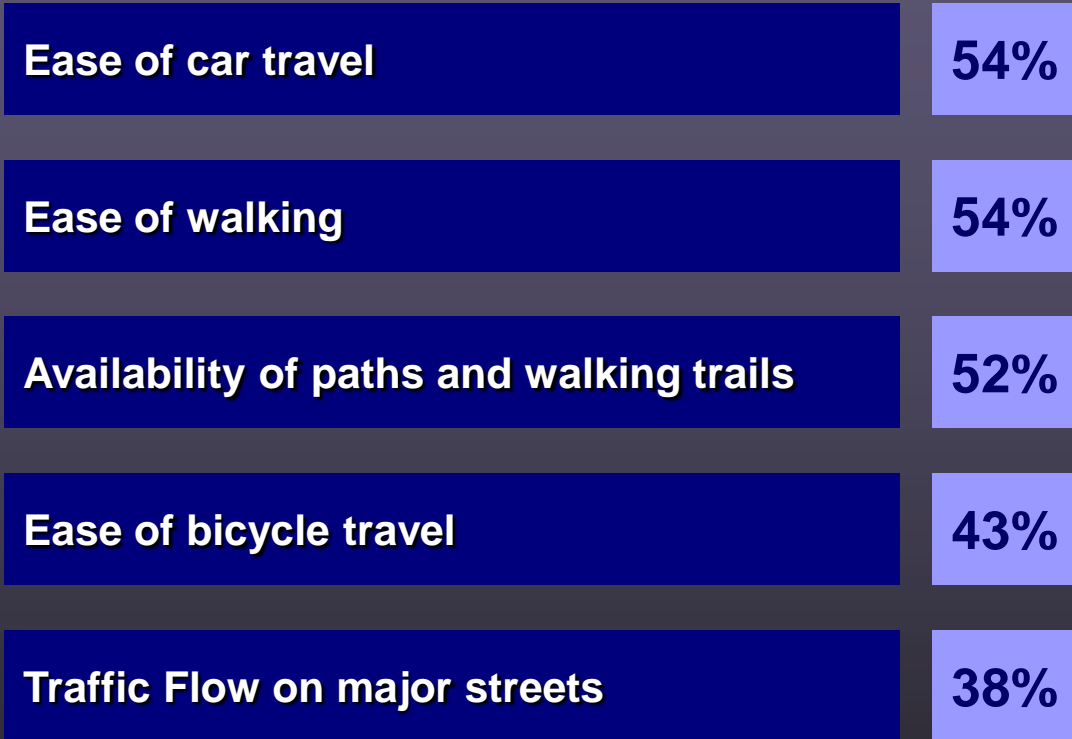 Ease of car travel 54%
Ease of walking 54%
Availability of paths and walking trails 52%
Ease of bicycle travel 43%
Traffic Flow on major streets 38%